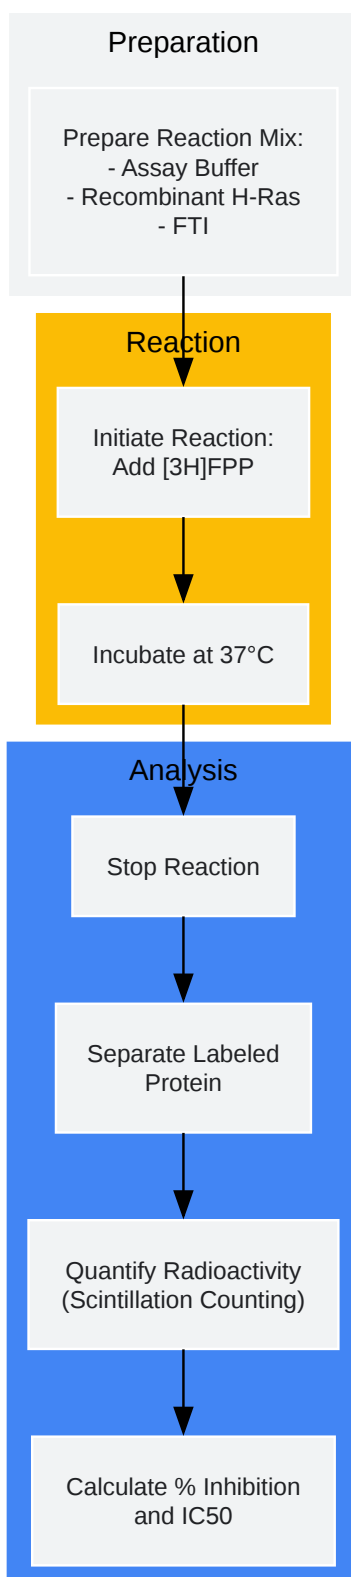 Preparation
Prepare Reaction Mix:
- Assay Buffer
- Recombinant H-Ras
- FTI
Reaction
Initiate Reaction:
Add [3H]FPP
Incubate at 37°C
Analysis
Stop Reaction
Separate Labeled
Protein
Quantify Radioactivity
(Scintillation Counting)
Calculate % Inhibition
and IC50